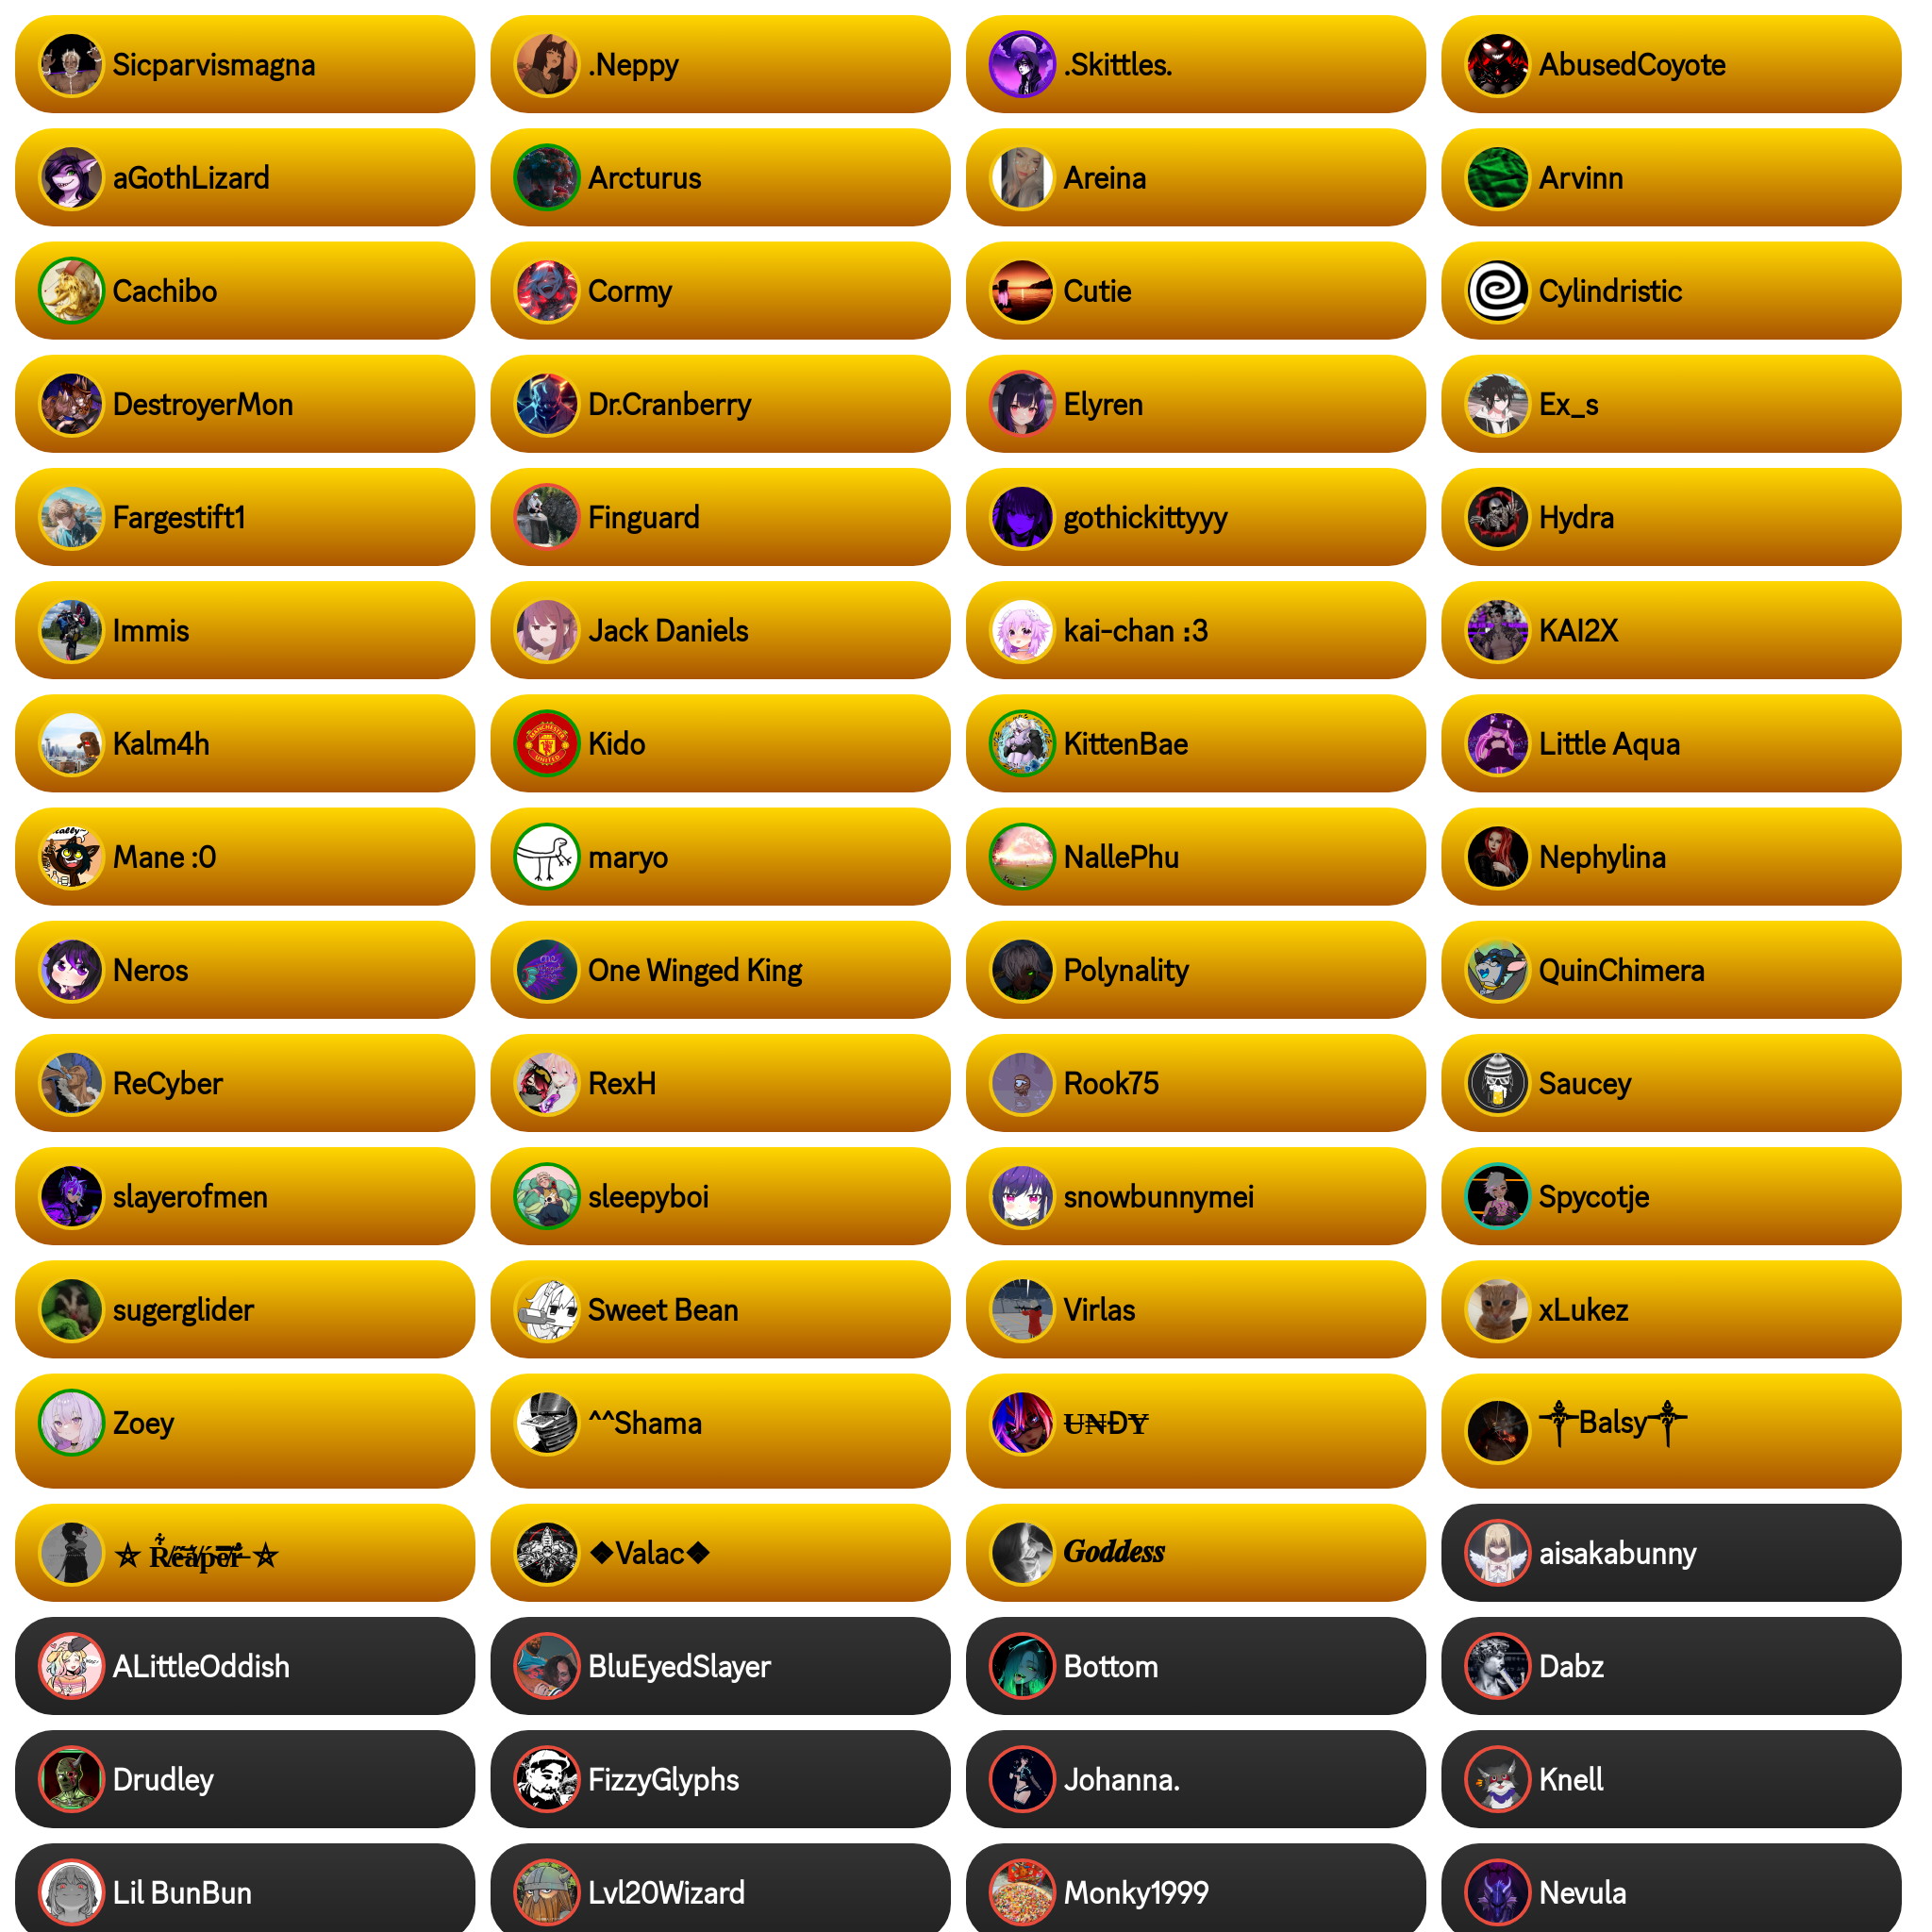 Sicparvismagna
.Neppy
.Skittles.
AbusedCoyote
aGothLizard
Arcturus
Areina
Arvinn
Cachibo
Cormy
Cutie
Cylindristic
DestroyerMon
Dr.Cranberry
Elyren
Ex_s
Fargestift1
Finguard
gothickittyyy
Hydra
Immis
Jack Daniels
kai-chan :3
KAI2X
Kalm4h
Kido
KittenBae
Little Aqua
Mane :0
maryo
NallePhu
Nephylina
Neros
One Winged King
Polynality
QuinChimera
ReCyber
RexH
Rook75
Saucey
slayerofmen
sleepyboi
snowbunnymei
Spycotje
sugerglider
Sweet Bean
Virlas
xLukez
Zoey
^^Shama
ɄN̶ĐY̶
⸸Balsy⸸
⛧ Reaper ⛧
◆Valac◆
𝑮𝒐𝒅𝒅𝒆𝒔𝒔
aisakabunny
ALittleOddish
BluEyedSlayer
Bottom
Dabz
Drudley
FizzyGlyphs
Johanna.
Knell
Lil BunBun
Lvl20Wizard
Monky1999
Nevula